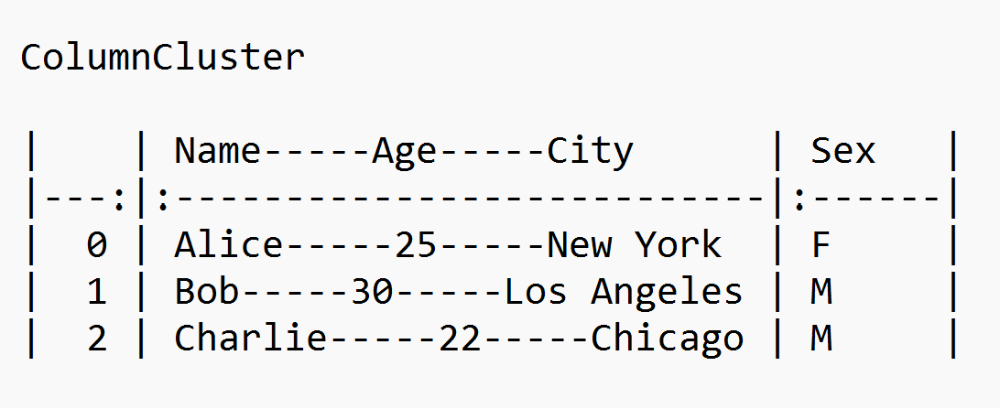 ColumnCluster
|    | Name-----Age-----City      | Sex   |
|---:|:---------------------------|:------|
|  0 | Alice-----25-----New York  | F     |
|  1 | Bob-----30-----Los Angeles | M     |
|  2 | Charlie-----22-----Chicago | M     |